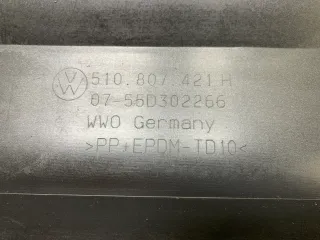 510.807.421 H
07-56D302266
WWO Germany
>PP+EPDM-TD10<